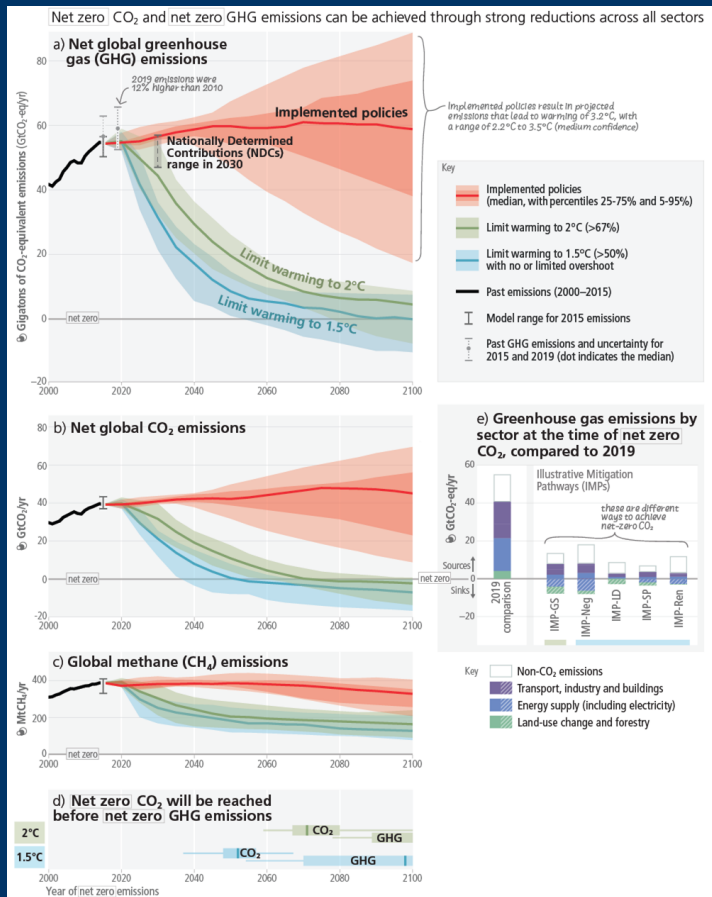 Net zero CO₂ and net zero GHG emissions can be achieved through strong reductions across all sectors
a) Net global greenhouse
gas (GHG) emissions
Gigatons of CO₂-equivalent emissions (GtCO₂-eq/yr)
80
60
40
20
0
−20
2019 emissions were
12% higher than 2010
Implemented policies
Nationally Determined
Contributions (NDCs)
range in 2030
Limit warming to 2°C
Limit warming to 1.5°C
net zero
2000
2020
2040
2060
2080
2100
Implemented policies result in projected
emissions that lead to warming of 3.2°C, with
a range of 2.2°C to 3.5°C (medium confidence)
Key
Implemented policies
(median, with percentiles 25-75% and 5-95%)
Limit warming to 2°C (>67%)
Limit warming to 1.5°C (>50%)
with no or limited overshoot
Past emissions (2000–2015)
Model range for 2015 emissions
Past GHG emissions and uncertainty for
2015 and 2019 (dot indicates the median)
b) Net global CO₂ emissions
GtCO₂/yr
80
60
40
20
0
−20
net zero
2000
2020
2040
2060
2080
2100
c) Global methane (CH₄) emissions
MtCH₄/yr
400
200
0
net zero
2000
2020
2040
2060
2080
2100
d) Net zero CO₂ will be reached
before net zero GHG emissions
2°C
CO₂
GHG
1.5°C
CO₂
GHG
2000
2020
2040
2060
2080
2100
Year of net zero emissions
e) Greenhouse gas emissions by
sector at the time of net zero
CO₂, compared to 2019
GtCO₂-eq/yr
60
40
20
0
−20
Illustrative Mitigation
Pathways (IMPs)
these are different
ways to achieve
net-zero CO₂
Sources
net zero
Sinks
2019
comparison
IMP-GS
IMP-Neg
IMP-LD
IMP-SP
IMP-Ren
Key
Non-CO₂ emissions
Transport, industry and buildings
Energy supply (including electricity)
Land-use change and forestry